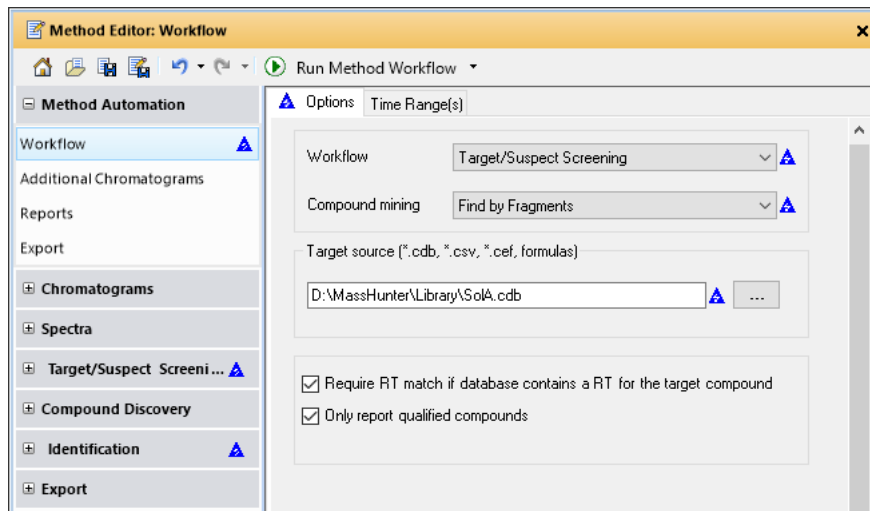 Method Editor: Workflow
Run Method Workflow
Method Automation
Workflow
Additional Chromatograms
Reports
Export
Chromatograms
Spectra
Target/Suspect Screeni...
Compound Discovery
Identification
Export
Options Time Range(s)
Workflow Target/Suspect Screening
Compound mining Find by Fragments
Target source (*.cdb, *.csv, *.cef, formulas)
D:\MassHunter\Library\SolA.cdb ...
Require RT match if database contains a RT for the target compound
Only report qualified compounds